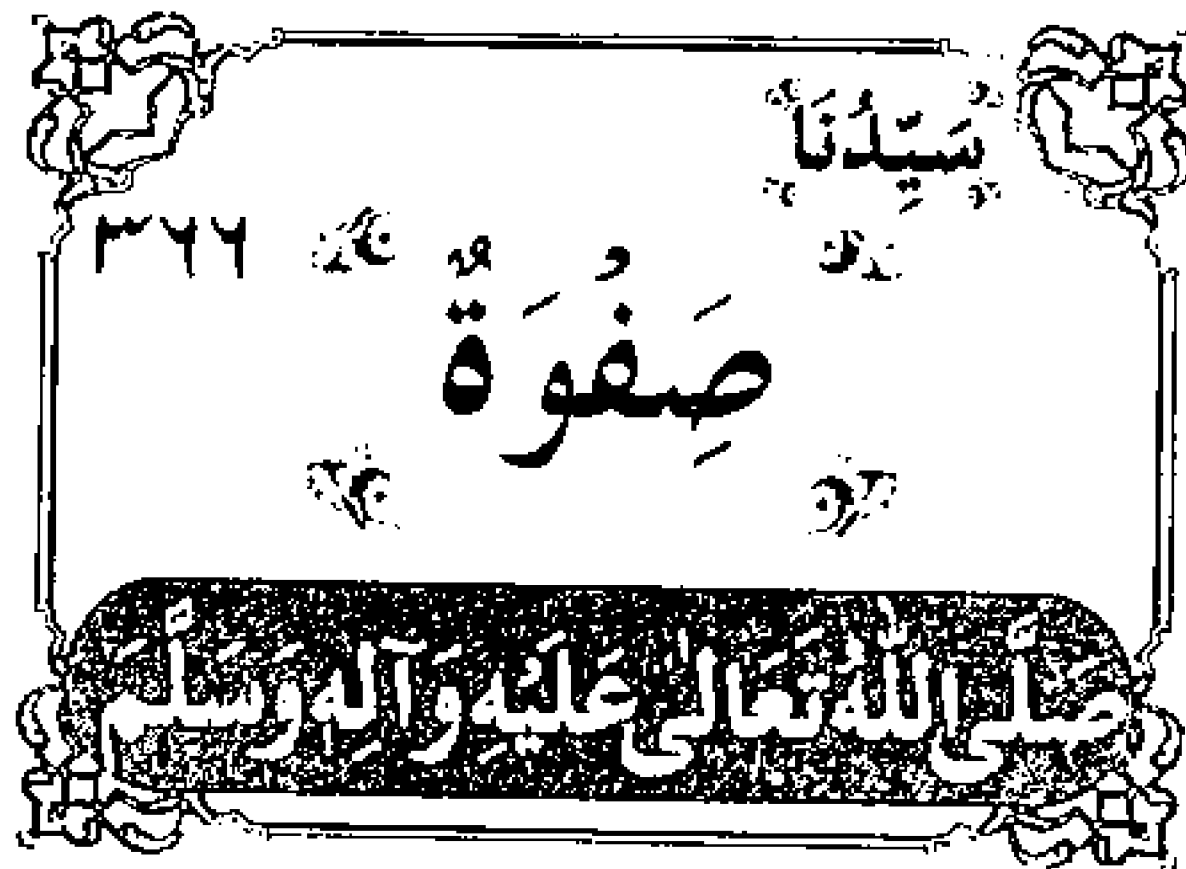 سَيِّدُنَا
٣٦٦
صَِفْوَةٌ
صَلَّى اللّٰهُ تَعَالٰى عَلَيْهِ وَآلِهِ وَسَلَّمَ